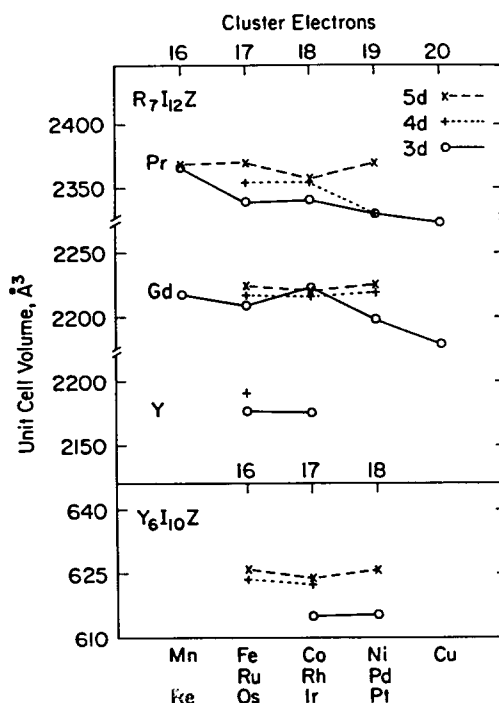 Cluster Electrons
16 17 18 19 20
R7I12Z
x---- 5d
+······ 4d
o— 3d
2400
Pr
2350
2250
Gd
2200
2200
Y
2150
Unit Cell Volume, Å3
16 17 18
640
Y6I10Z
625
610
Mn Fe Co Ni Cu
Ru Rh Pd
Re Os Ir Pt